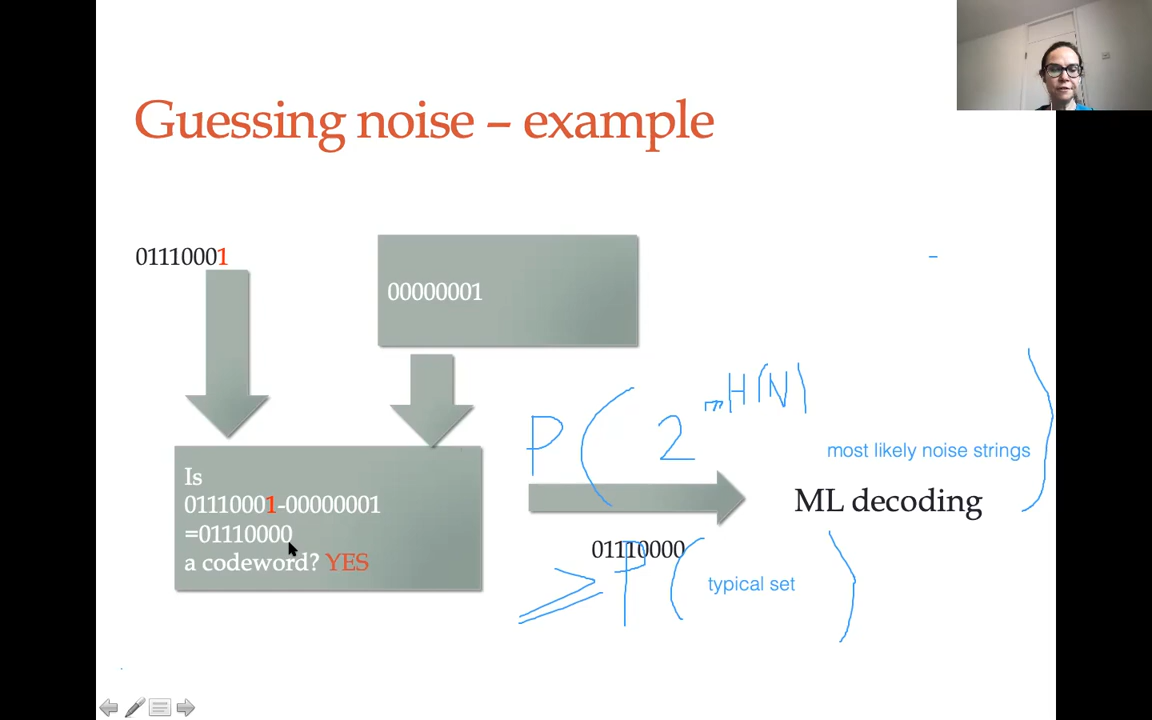 Guessing noise – example
01110001
00000001
P( 2^mH(N)
most likely noise strings )
Is
01110001-00000001
=01110000
a codeword? YES
ML decoding
01110000
≥ P( typical set )